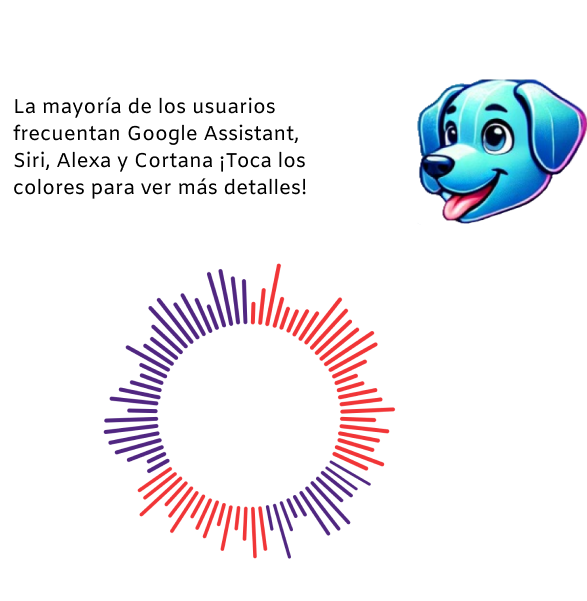 La mayoría de los usuarios
frecuentan Google Assistant,
Siri, Alexa y Cortana ¡Toca los
colores para ver más detalles!